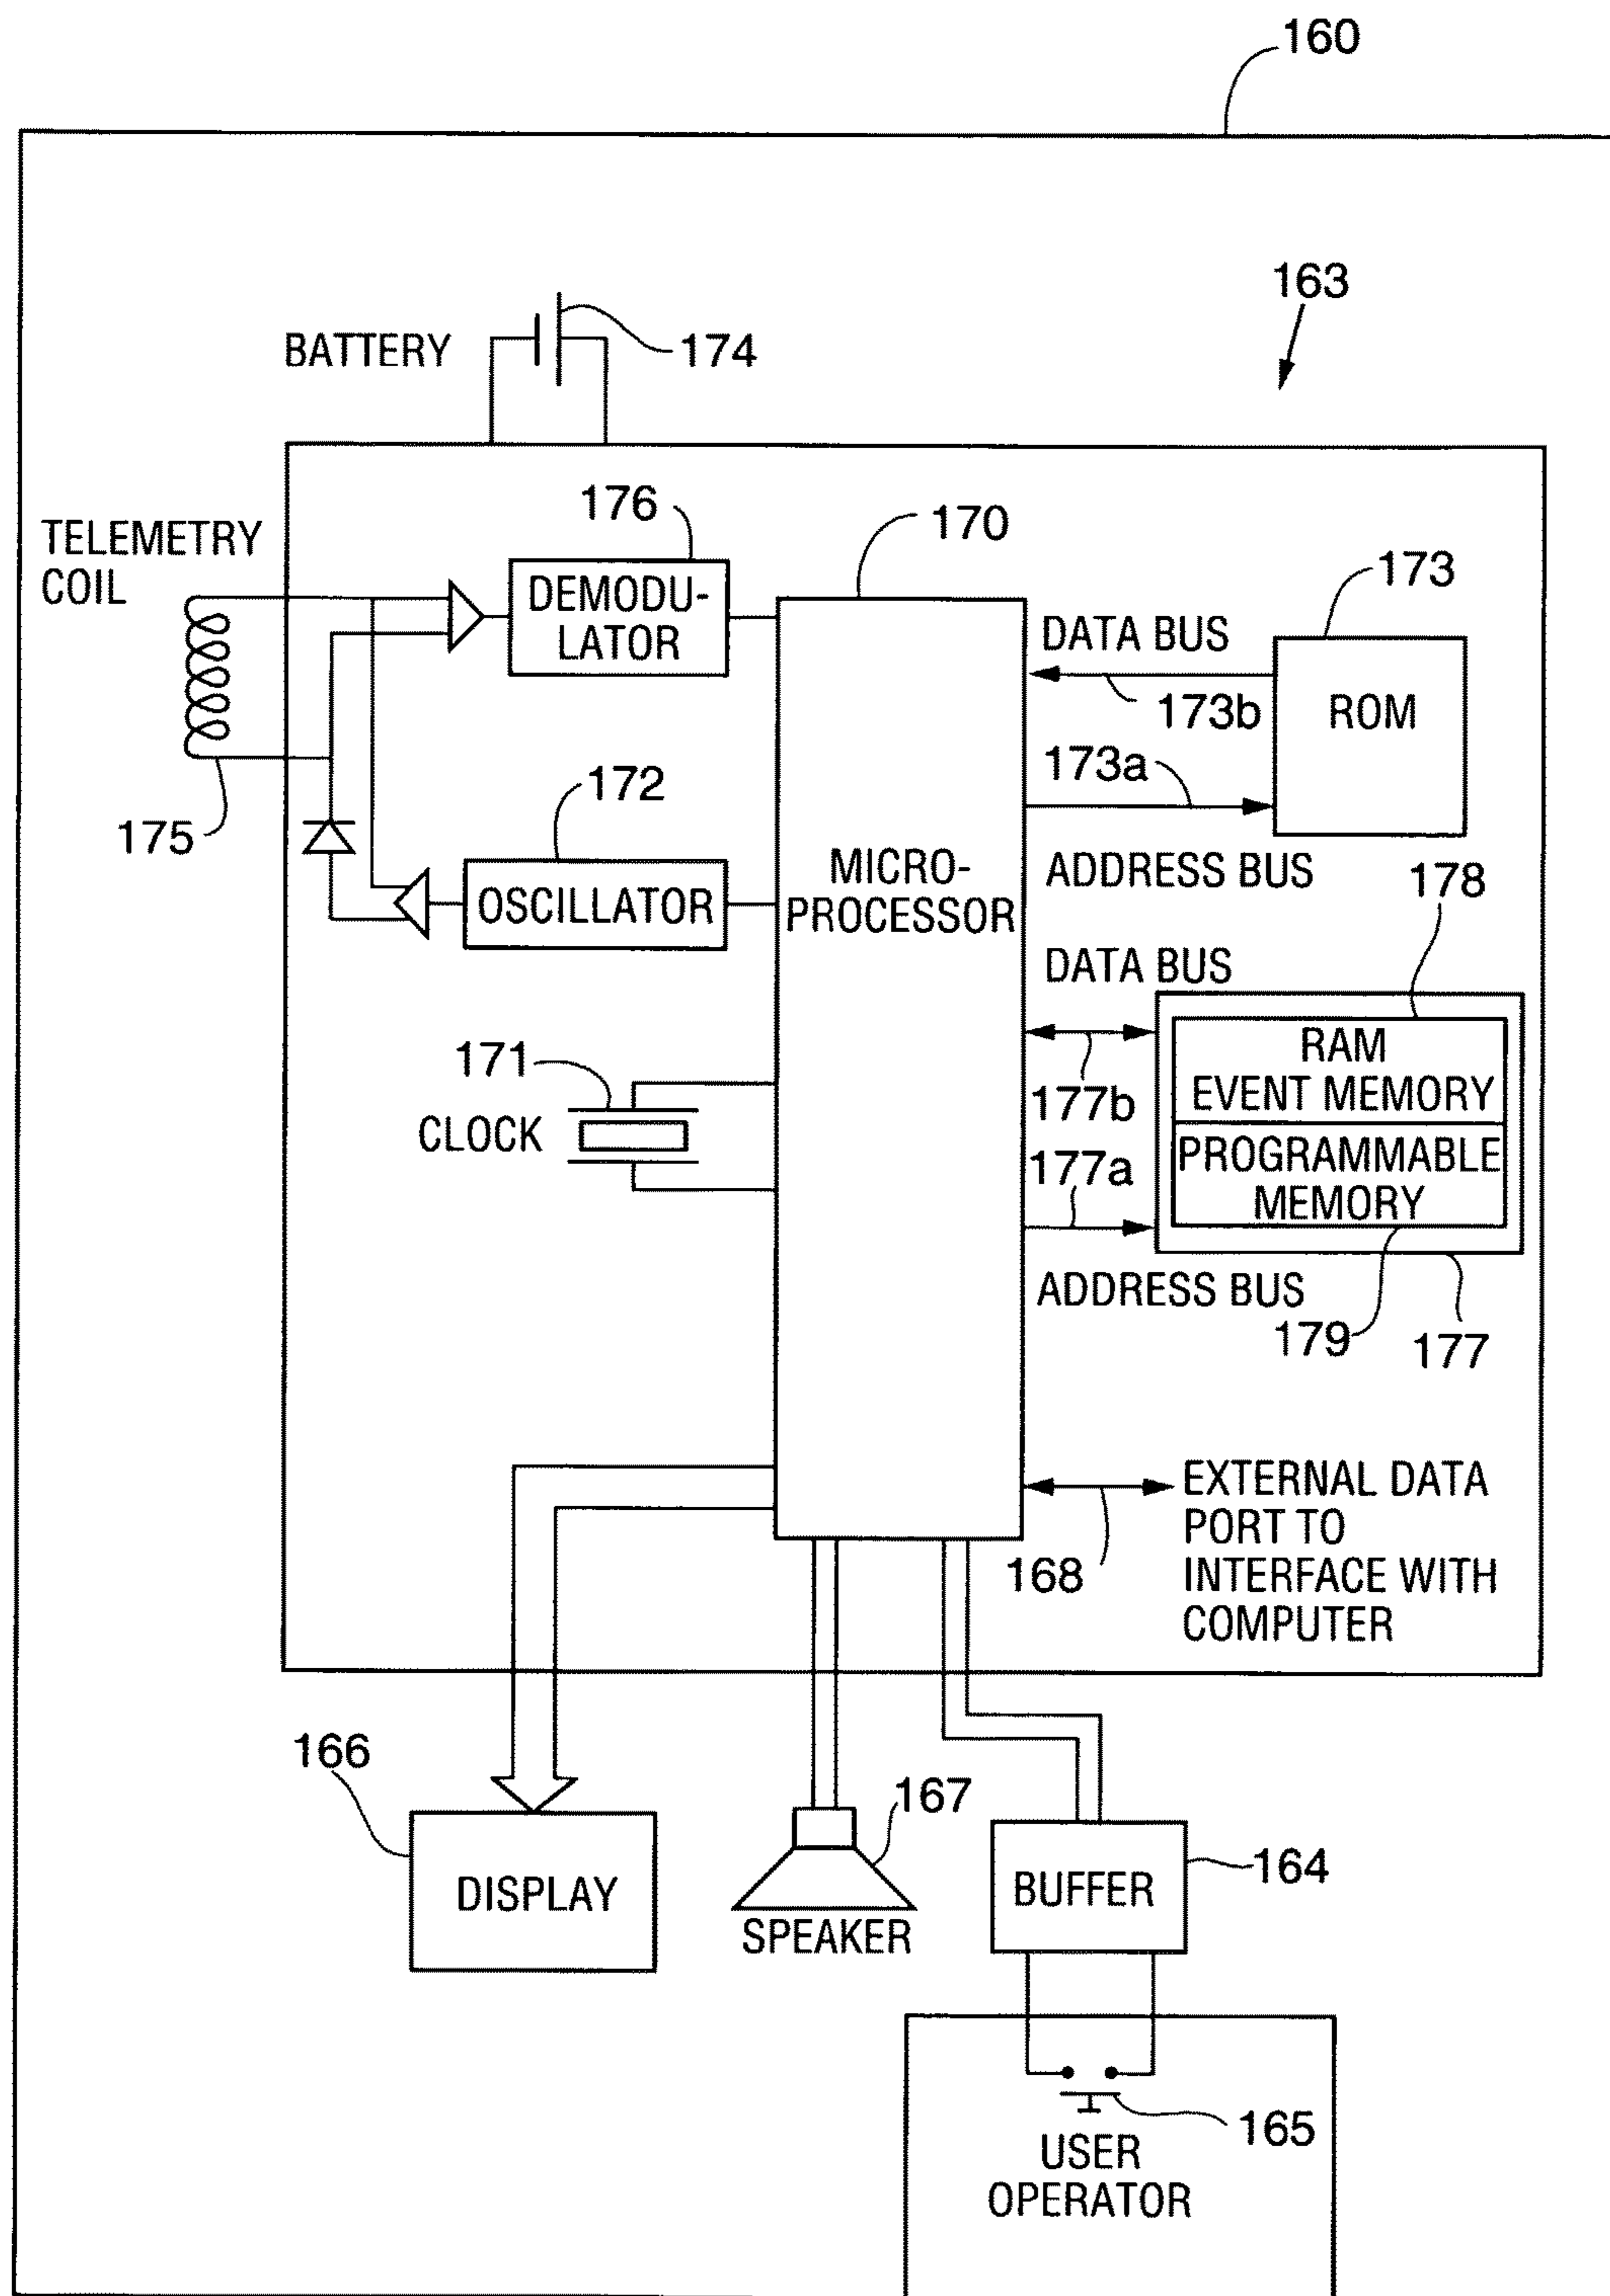 160
163
BATTERY
174
176
170
TELEMETRY
COIL
DEMODU-
LATOR
173
DATA BUS
173b
ROM
173a
175
172
OSCILLATOR
MICRO-
PROCESSOR
ADDRESS BUS
178
DATA BUS
171
CLOCK
RAM
EVENT MEMORY
177b
PROGRAMMABLE
MEMORY
177a
ADDRESS BUS
179
177
168
EXTERNAL DATA
PORT TO
INTERFACE WITH
COMPUTER
166
DISPLAY
167
SPEAKER
164
BUFFER
165
USER
OPERATOR